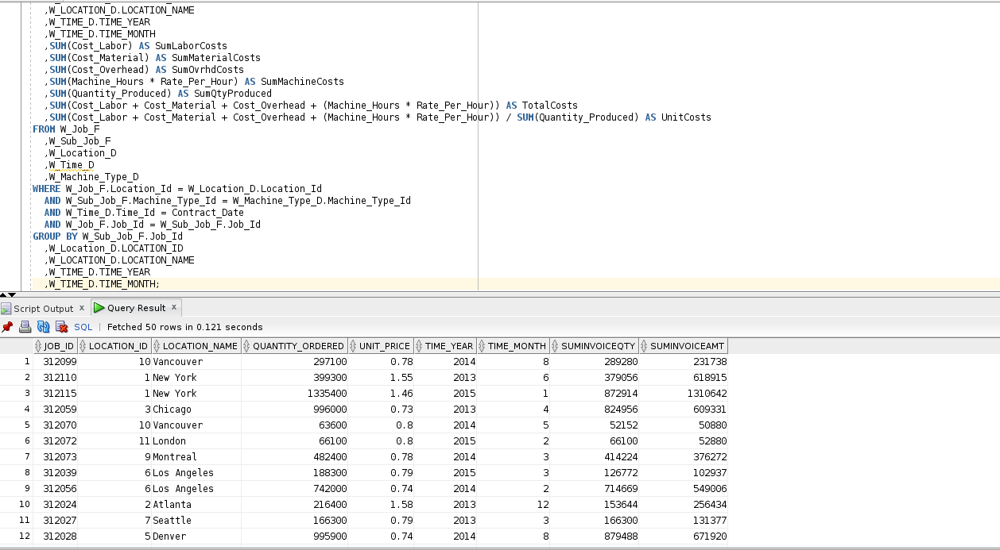 ,W_LOCATION_D.LOCATION_NAME
,W_TIME_D.TIME_YEAR
,W_TIME_D.TIME_MONTH
,SUM(Cost_Labor) AS SumLaborCosts
,SUM(Cost_Material) AS SumMaterialCosts
,SUM(Cost_Overhead) AS SumOvrhdCosts
,SUM(Machine_Hours * Rate_Per_Hour) AS SumMachineCosts
,SUM(Quantity_Produced) AS SumQtyProduced
,SUM(Cost_Labor + Cost_Material + Cost_Overhead + (Machine_Hours * Rate_Per_Hour)) AS TotalCosts
,SUM(Cost_Labor + Cost_Material + Cost_Overhead + (Machine_Hours * Rate_Per_Hour)) / SUM(Quantity_Produced) AS UnitCosts
FROM W_Job_F
,W_Sub_Job_F
,W_Location_D
,W_Time_D
,W_Machine_Type_D
WHERE W_Job_F.Location_Id = W_Location_D.Location_Id
AND W_Sub_Job_F.Machine_Type_Id = W_Machine_Type_D.Machine_Type_Id
AND W_Time_D.Time_Id = Contract_Date
AND W_Job_F.Job_Id = W_Sub_Job_F.Job_Id
GROUP BY W_Sub_Job_F.Job_Id
,W_Location_D.LOCATION_ID
,W_LOCATION_D.LOCATION_NAME
,W_TIME_D.TIME_YEAR
,W_TIME_D.TIME_MONTH;
Script Output x Query Result x
SQL | Fetched 50 rows in 0.121 seconds
JOB_ID LOCATION_ID LOCATION_NAME QUANTITY_ORDERED UNIT_PRICE TIME_YEAR TIME_MONTH SUMINVOICEQTY SUMINVOICEAMT
1 312099 10 Vancouver 297100 0.78 2014 8 289280 231738
2 312110 1 New York 399300 1.55 2013 6 379056 618915
3 312115 1 New York 1335400 1.46 2015 1 872914 1310642
4 312059 3 Chicago 996000 0.73 2013 4 824956 609331
5 312070 10 Vancouver 63600 0.8 2014 5 52152 50880
6 312072 11 London 66100 0.8 2015 2 66100 52880
7 312073 9 Montreal 482400 0.78 2014 3 414224 376272
8 312039 6 Los Angeles 188300 0.79 2015 3 126772 102937
9 312056 6 Los Angeles 742000 0.74 2014 2 714669 549006
10 312024 2 Atlanta 216400 1.58 2013 12 153644 256434
11 312027 7 Seattle 166300 0.79 2013 3 166300 131377
12 312028 5 Denver 995900 0.74 2014 8 879488 671920